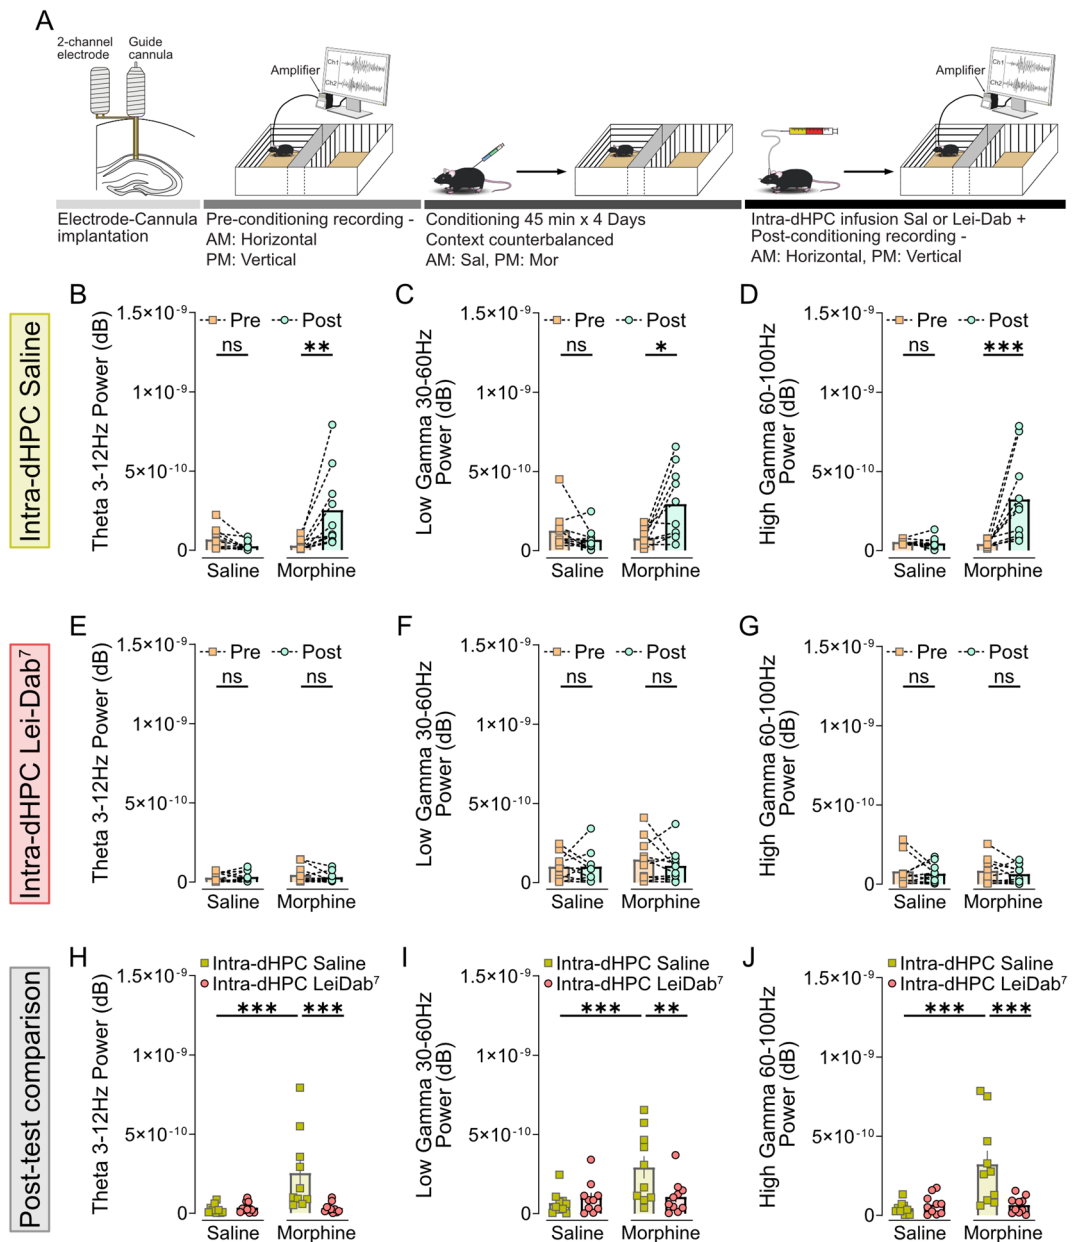 A
2-channel
electrode
Guide
cannula
Amplifier
Ch1
Ch2
Amplifier
Ch1
Ch2
Electrode-Cannula
implantation
Pre-conditioning recording -
AM: Horizontal
PM: Vertical
Conditioning 45 min x 4 Days
Context counterbalanced
AM: Sal, PM: Mor
Intra-dHPC infusion Sal or Lei-Dab +
Post-conditioning recording -
AM: Horizontal, PM: Vertical
Intra-dHPC Saline
B
Theta 3-12Hz Power (dB)
1.5×10⁻⁹
1×10⁻⁹
5×10⁻¹⁰
0
Pre
Post
ns
**
Saline
Morphine
C
Low Gamma 30-60Hz
Power (dB)
1.5×10⁻⁹
1×10⁻⁹
5×10⁻¹⁰
0
Pre
Post
ns
*
Saline
Morphine
D
High Gamma 60-100Hz
Power (dB)
1.5×10⁻⁹
1×10⁻⁹
5×10⁻¹⁰
0
Pre
Post
ns
***
Saline
Morphine
Intra-dHPC Lei-Dab⁷
E
Theta 3-12Hz Power (dB)
1.5×10⁻⁹
1×10⁻⁹
5×10⁻¹⁰
0
Pre
Post
ns
ns
Saline
Morphine
F
Low Gamma 30-60Hz
Power (dB)
1.5×10⁻⁹
1×10⁻⁹
5×10⁻¹⁰
0
Pre
Post
ns
ns
Saline
Morphine
G
High Gamma 60-100Hz
Power (dB)
1.5×10⁻⁹
1×10⁻⁹
5×10⁻¹⁰
0
Pre
Post
ns
ns
Saline
Morphine
Post-test comparison
H
Theta 3-12Hz Power (dB)
1.5×10⁻⁹
1×10⁻⁹
5×10⁻¹⁰
0
Intra-dHPC Saline
Intra-dHPC LeiDab⁷
***
***
Saline
Morphine
I
Low Gamma 30-60Hz
Power (dB)
1.5×10⁻⁹
1×10⁻⁹
5×10⁻¹⁰
0
Intra-dHPC Saline
Intra-dHPC LeiDab⁷
***
**
Saline
Morphine
J
High Gamma 60-100Hz
Power (dB)
1.5×10⁻⁹
1×10⁻⁹
5×10⁻¹⁰
0
Intra-dHPC Saline
Intra-dHPC LeiDab⁷
***
***
Saline
Morphine